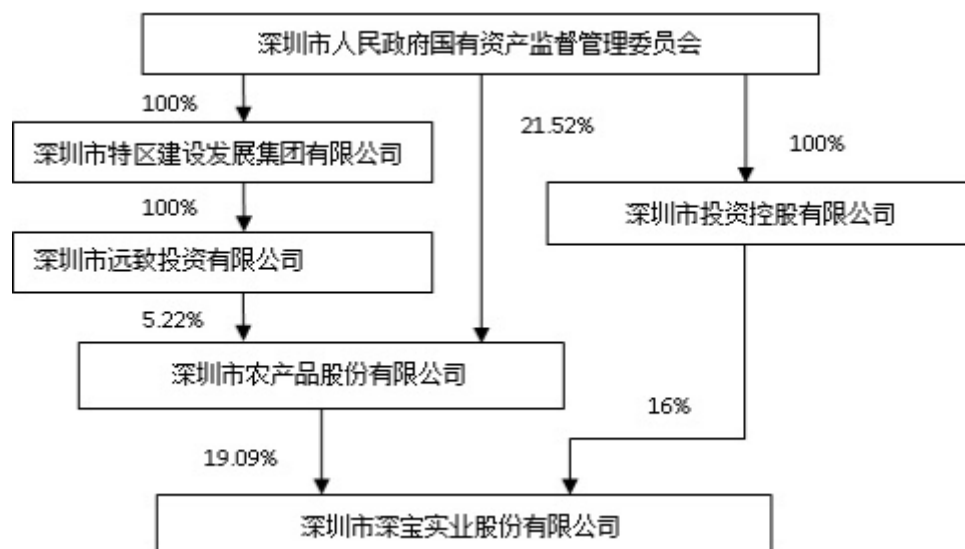 深圳市人民政府国有资产监督管理委员会
100%
21.52%
100%
深圳市特区建设发展集团有限公司
100%
深圳市投资控股有限公司
深圳市远致投资有限公司
5.22%
深圳市农产品股份有限公司
16%
19.09%
深圳市深宝实业股份有限公司